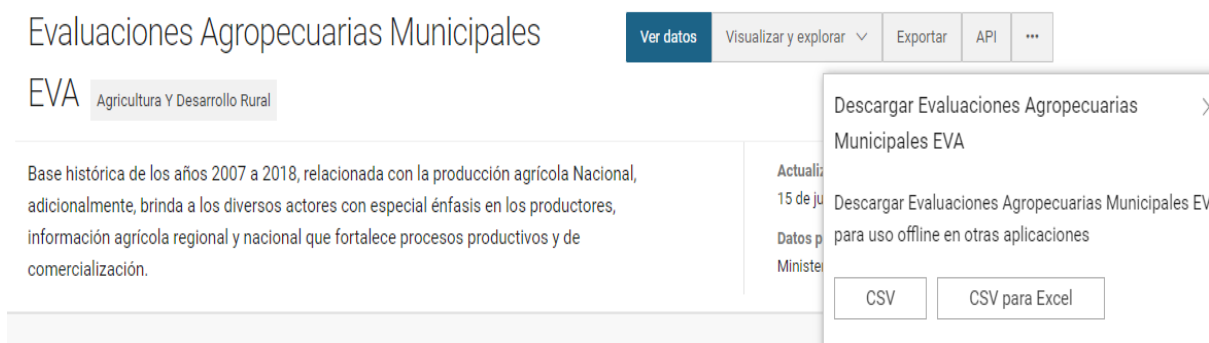 Evaluaciones Agropecuarias Municipales
EVA Agricultura Y Desarrollo Rural
Ver datos Visualizar y explorar Exportar API ···
Base histórica de los años 2007 a 2018, relacionada con la producción agrícola Nacional,
adicionalmente, brinda a los diversos actores con especial énfasis en los productores,
información agrícola regional y nacional que fortalece procesos productivos y de
comercialización.
15 de
Datos
Descargar Evaluaciones Agropecuarias
Municipales EVA
Descargar Evaluaciones Agropecuarias Municipales
para uso offline en otras aplicaciones
CSV CSV para Excel